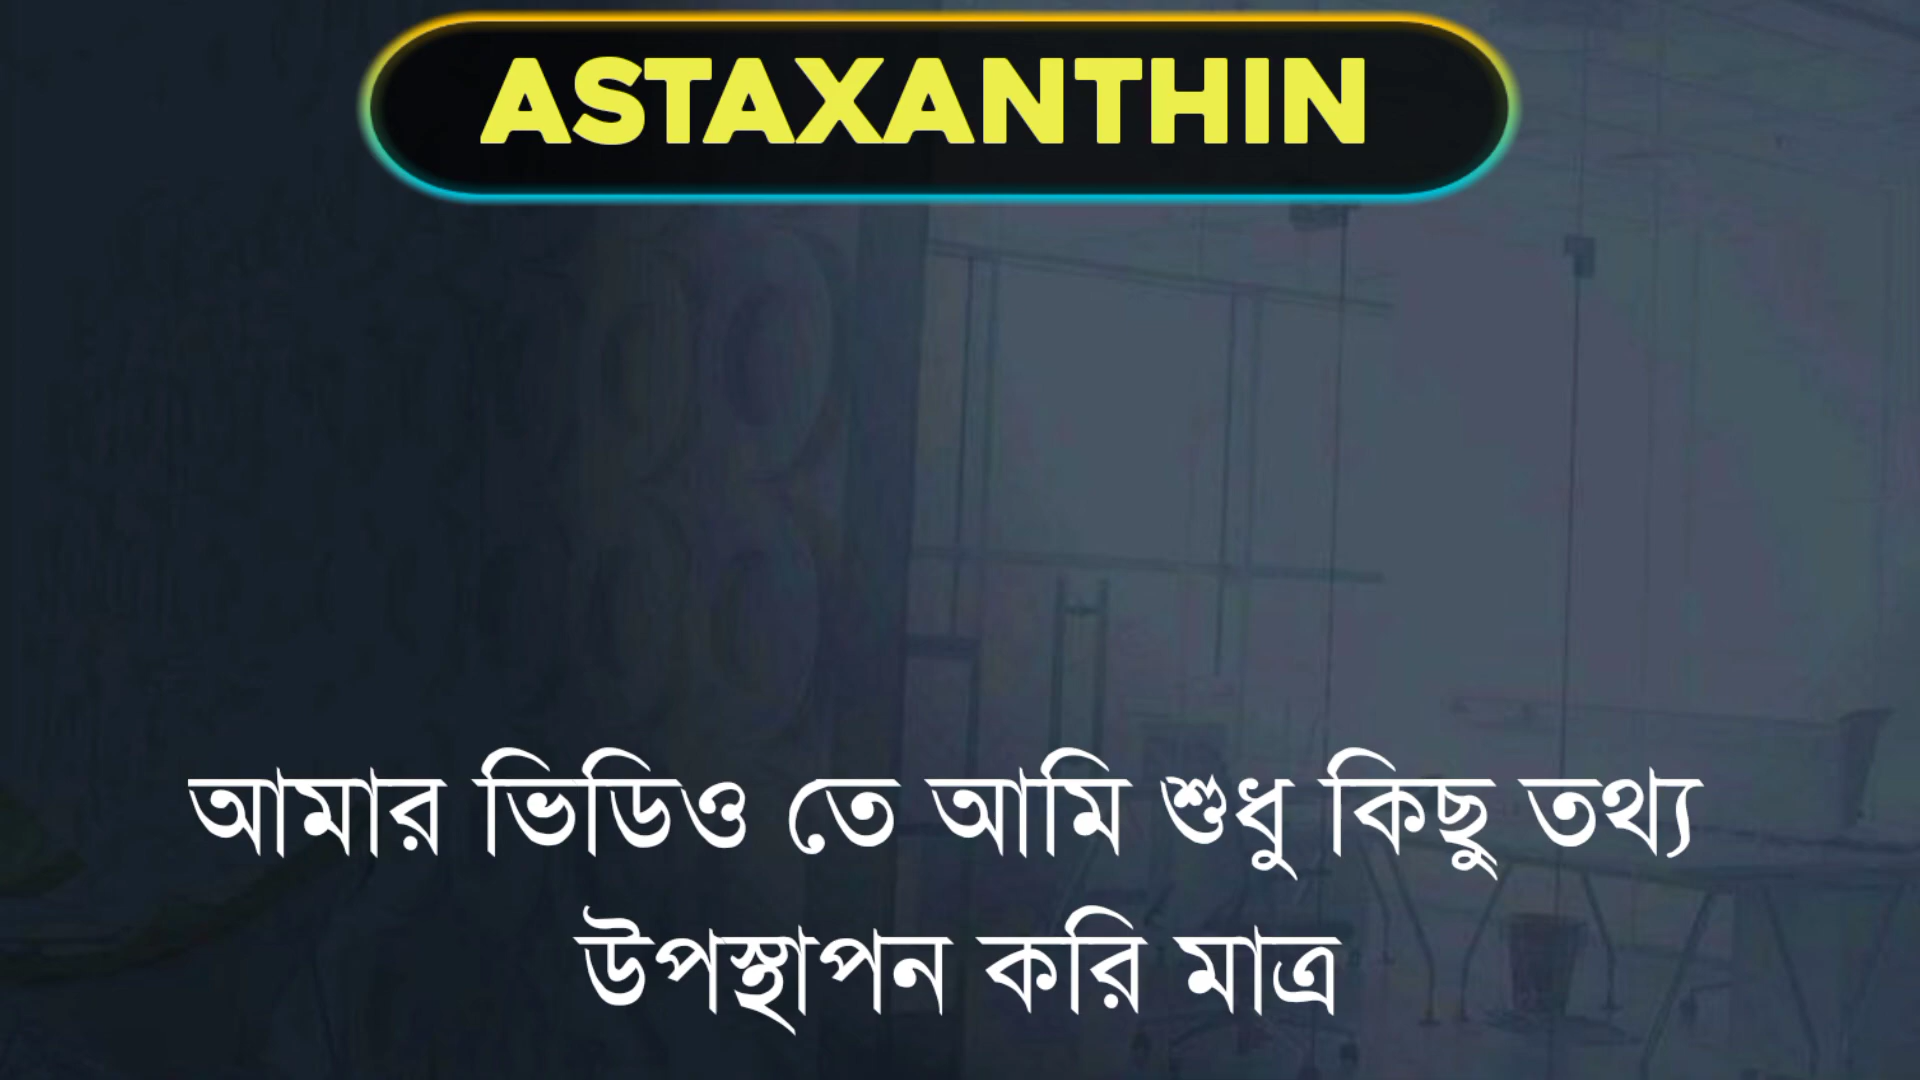 ASTAXANTHIN
আমার ভিডিও তে আমি শুধু কিছু তথ্য
উপস্থাপন করি মাত্র